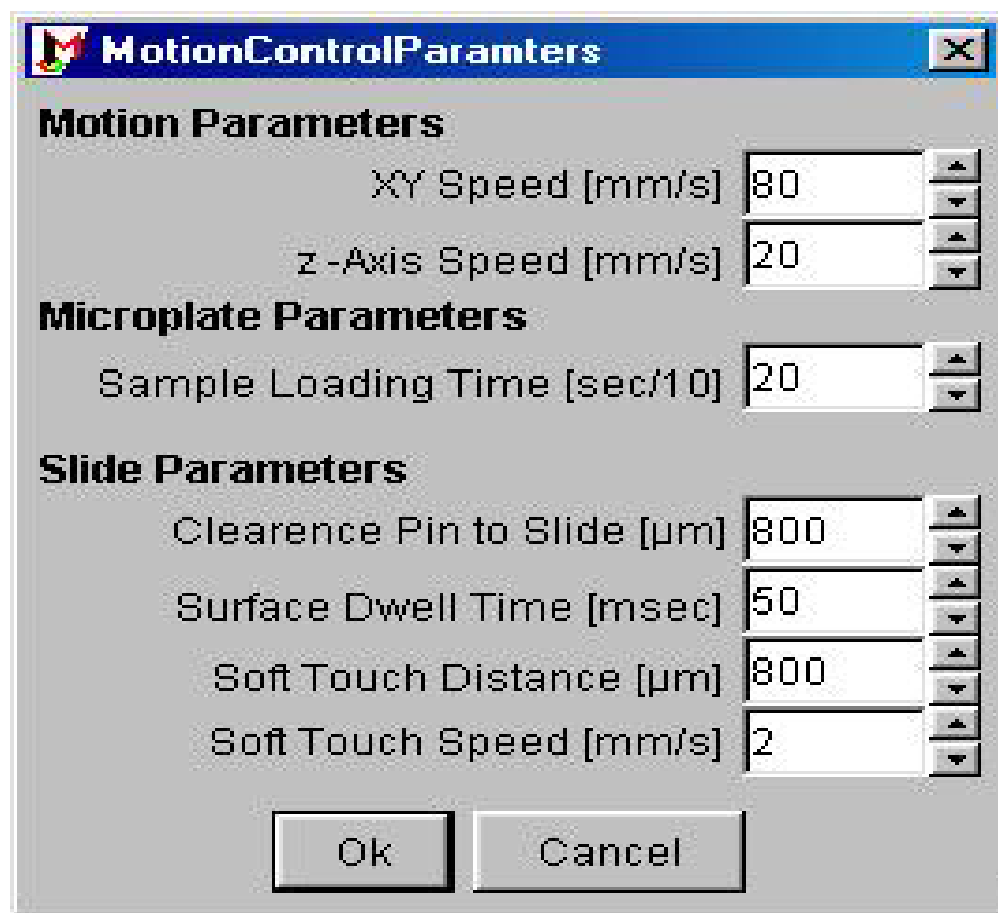 MotionControlParamters
Motion Parameters
XY Speed [mm/s] 80
z-Axis Speed [mm/s] 20
Microplate Parameters
Sample Loading Time [sec/10] 20
Slide Parameters
Clearence Pin to Slide [µm] 800
Surface Dwell Time [msec] 50
Soft Touch Distance [µm] 800
Soft Touch Speed [mm/s] 2
Ok Cancel